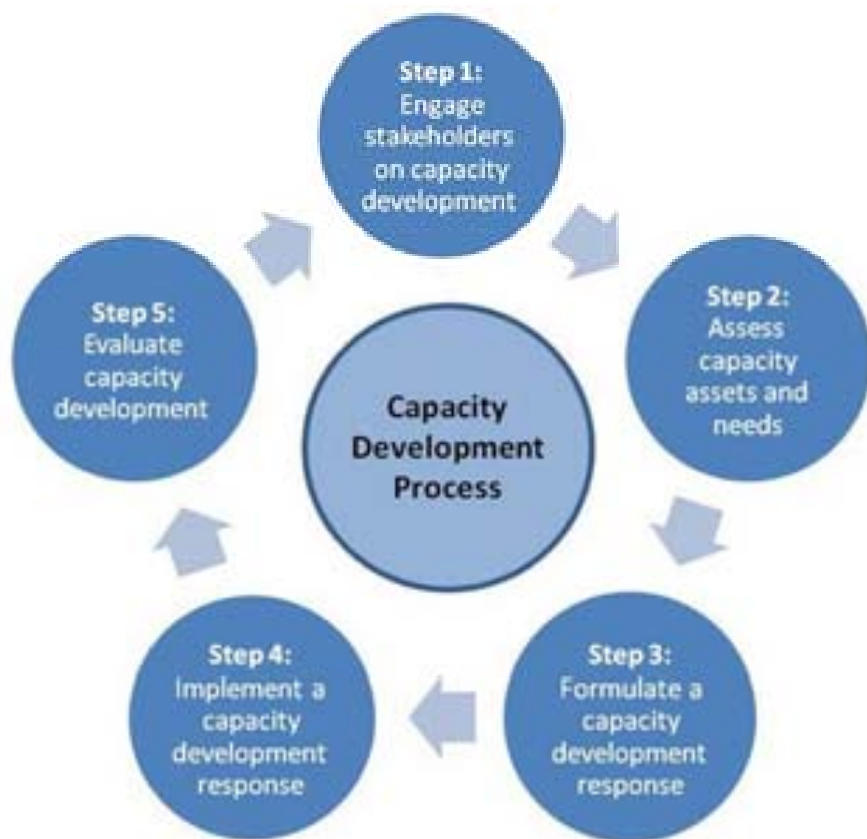 Step 1:
Engage
stakeholders
on capacity
development
Step 2:
Assess
capacity
assets and
needs
Step 3:
Formulate a
capacity
development
response
Step 4:
Implement a
capacity
development
response
Step 5:
Evaluate
capacity
development
Capacity
Development
Process